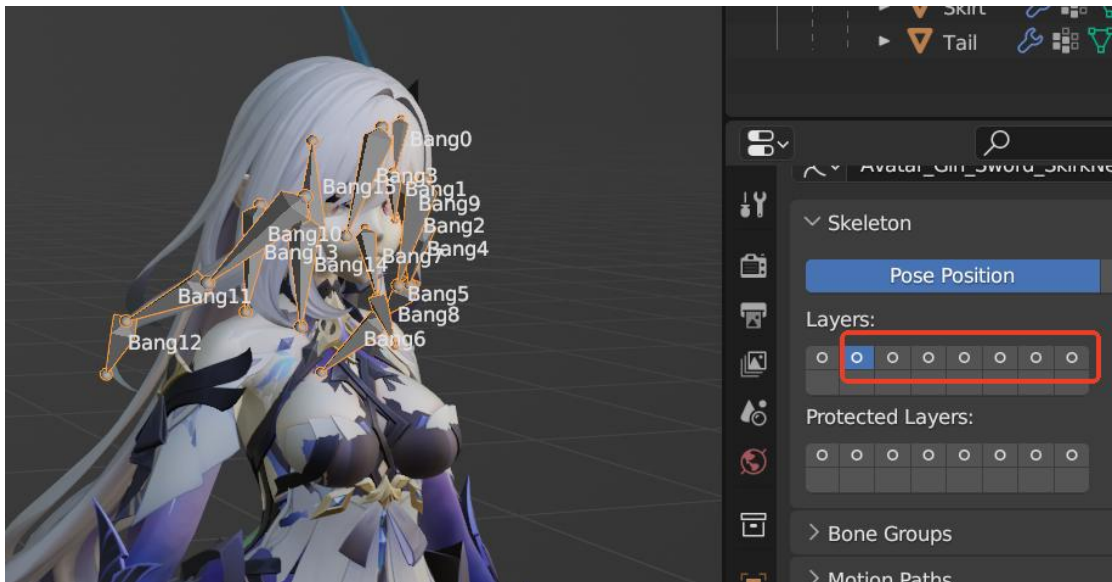 Skirt
Tail
Bang0
Bang3
Bang15
Bang1
Bang9
Bang2
Bang10
Bang4
Bang13
Bang14
Bang7
Bang11
Bang5
Bang8
Bang12
Bang6
Avatar_Girl_Sword_SkirkNe
Skeleton
Pose Position
Layers:
Protected Layers:
Bone Groups
Motion Paths